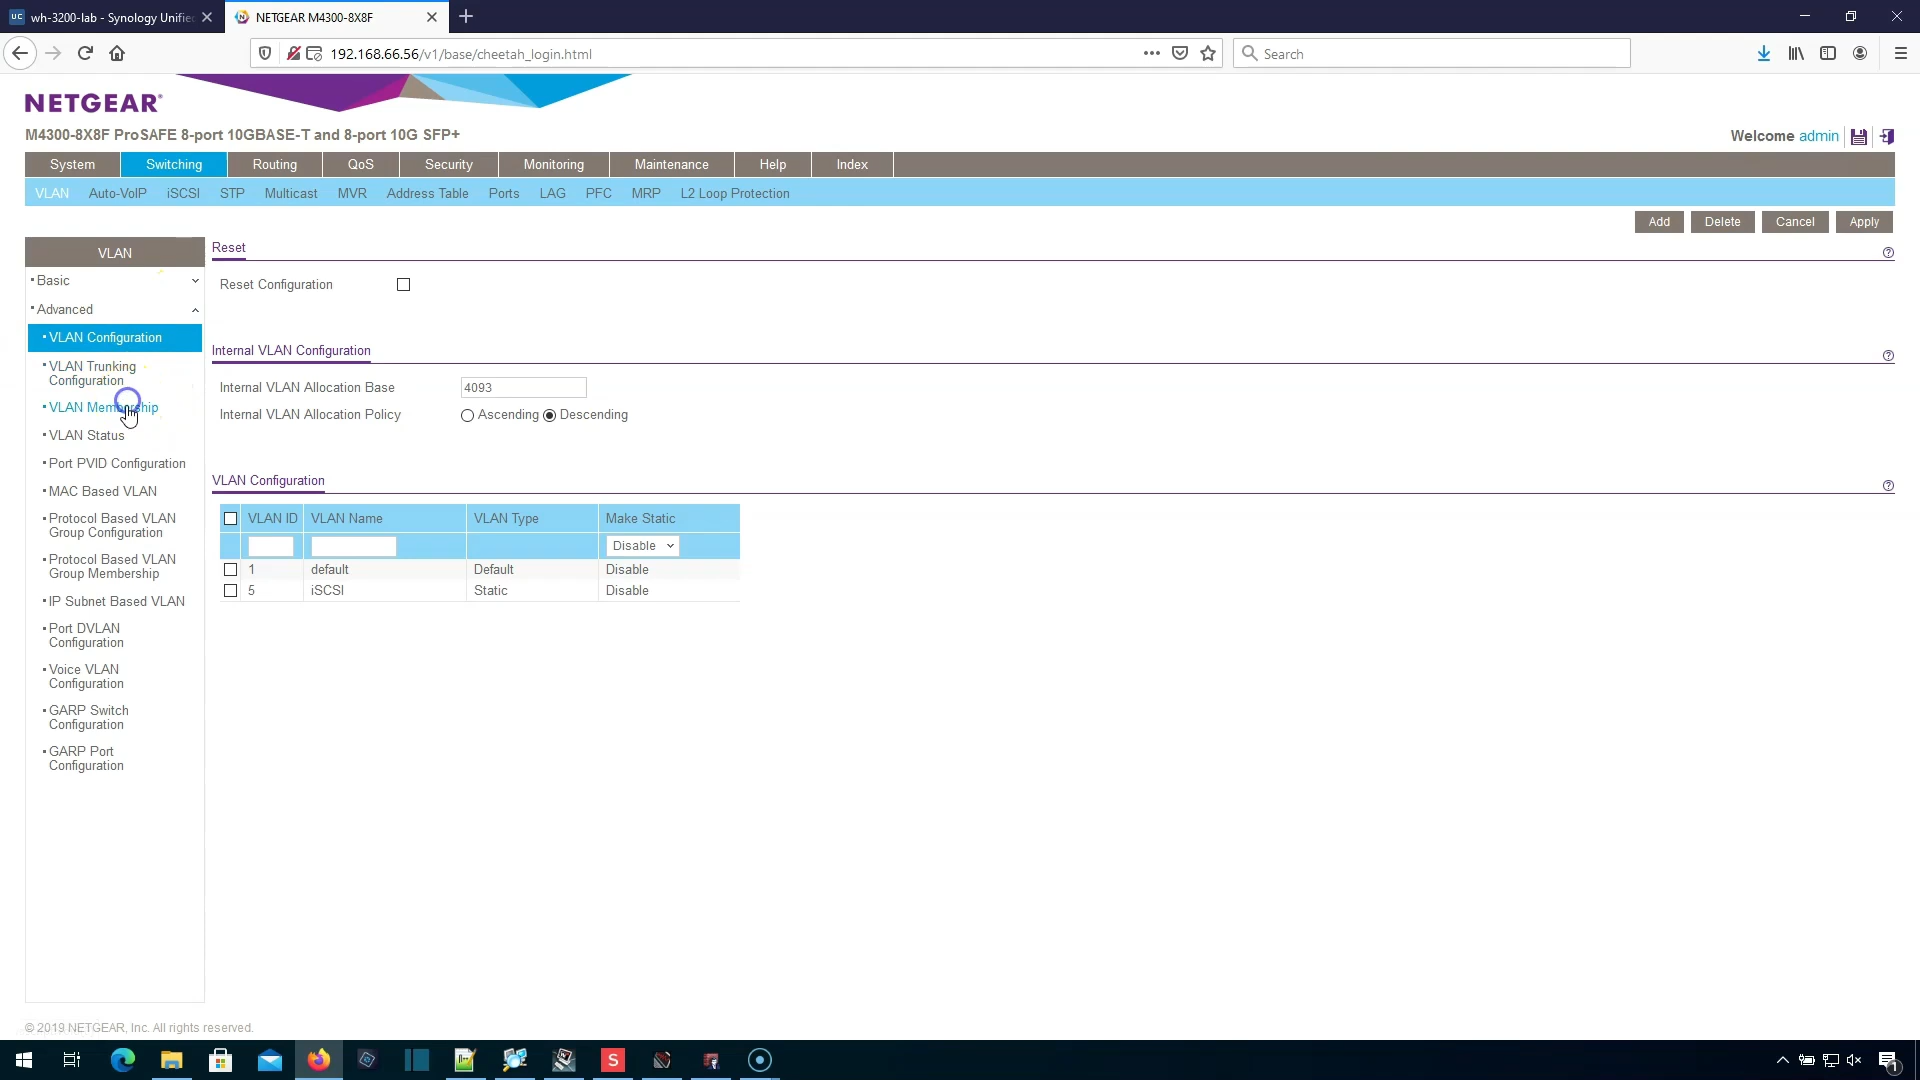 wh-3200-lab - Synology Unifie
NETGEAR M4300-8X8F
192.168.66.56/v1/base/cheetah_login.html
Search
NETGEAR®
M4300-8X8F ProSAFE 8-port 10GBASE-T and 8-port 10G SFP+
Welcome admin
System Switching Routing QoS Security Monitoring Maintenance Help Index
VLAN Auto-VoIP iSCSI STP Multicast MVR Address Table Ports LAG PFC MRP L2 Loop Protection
Add Delete Cancel Apply
VLAN
Basic
Advanced
VLAN Configuration
VLAN Trunking
Configuration
VLAN Membership
VLAN Status
Port PVID Configuration
MAC Based VLAN
Protocol Based VLAN
Group Configuration
Protocol Based VLAN
Group Membership
IP Subnet Based VLAN
Port DVLAN
Configuration
Voice VLAN
Configuration
GARP Switch
Configuration
GARP Port
Configuration
Reset
Reset Configuration
Internal VLAN Configuration
Internal VLAN Allocation Base 4093
Internal VLAN Allocation Policy Ascending Descending
VLAN Configuration
VLAN ID VLAN Name VLAN Type Make Static
Disable
1 default Default Disable
5 iSCSI Static Disable
© 2019 NETGEAR, Inc. All rights reserved.
UC
S
1